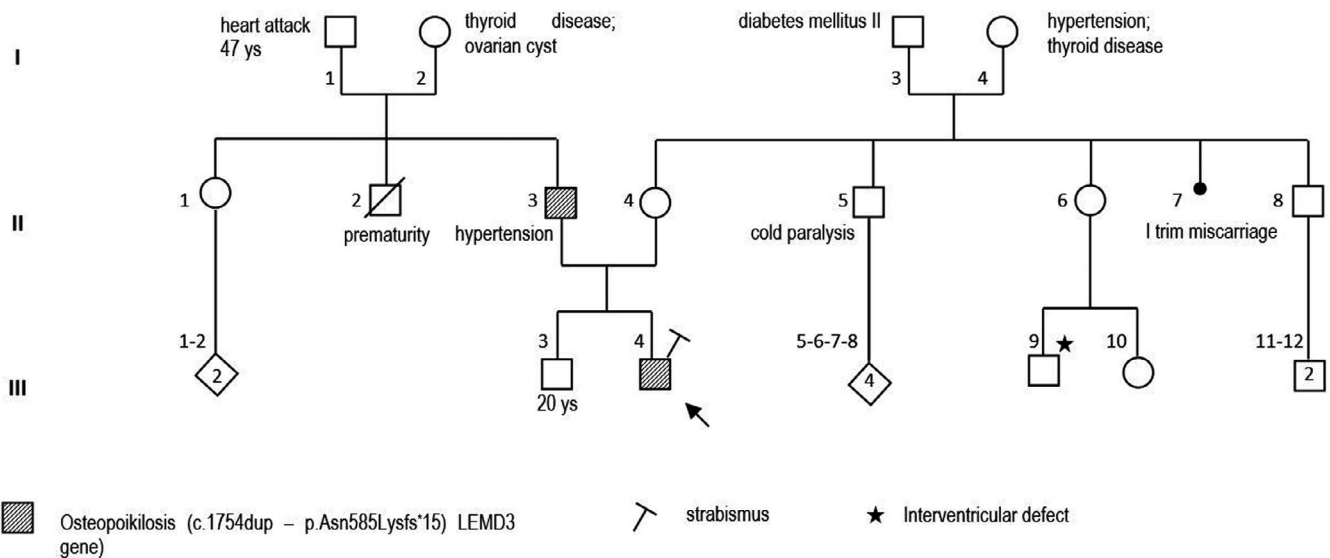 heart attack
47 ys
thyroid disease;
ovarian cyst
diabetes mellitus II
hypertension;
thyroid disease
I
1
2
3
4
1
2
3
4
5
6
7
8
II
prematurity
hypertension
cold paralysis
I trim miscarriage
1-2
3
4
5-6-7-8
9
★
10
11-12
2
4
2
III
20 ys
Osteopoikilosis (c.1754dup – p.Asn585Lysfs*15) LEMD3
gene)
strabismus
★ Interventricular defect